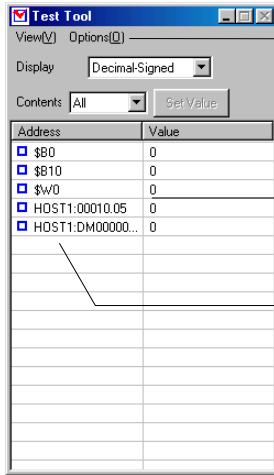 Test Tool
View(V) Options(O)
Display Decimal-Signed
Contents All Set Value
Address Value
$B0 0
$B10 0
$W0 0
HOST1:00010.05 0
HOST1:DM00000... 0